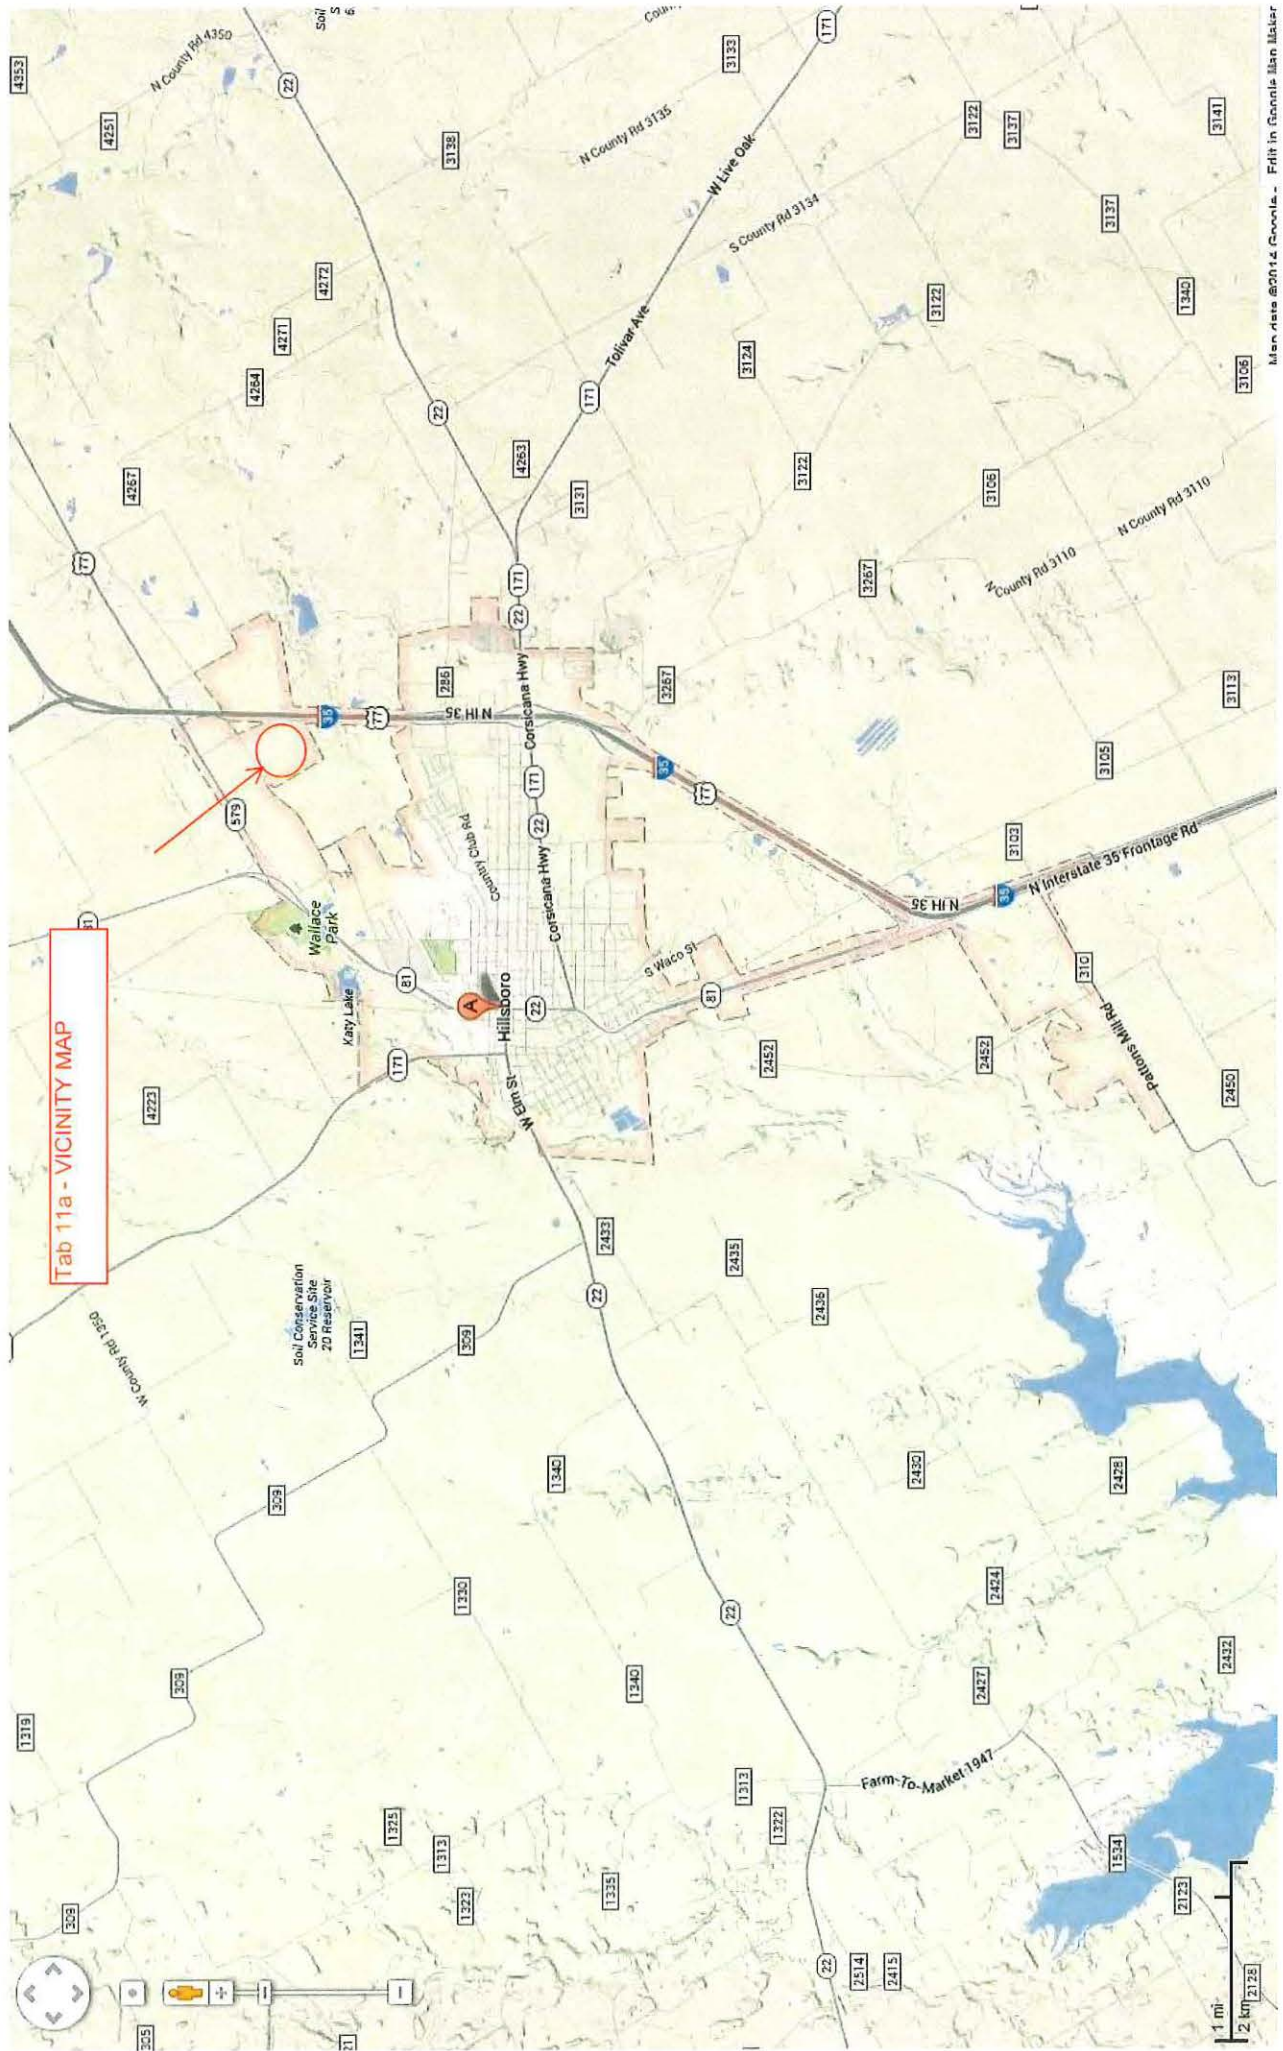 Tab 11a - VICINITY MAP
309
1319
309
309
W County Rd 1350
4223
81
579
77
4267
4251
4353
N County Rd 4350
22
Soil
S
6
4264
4271
4272
35
77
Wallace
Park
Katy Lake
Soil Conservation
Service Site
20 Reservoir
1341
171
81
309
1325
1313
1323
1330
Country Club Rd
286
N IH 35
22
3138
A
Hillsboro
W Elm St
22
Corsicana Hwy
22
171
Corsicana Hwy
22
171
4263
3131
171
Tolivar Ave
W Live Oak
171
N County Rd 3135
3133
1340
2433
22
1340
1335
3267
35
77
S Waco St
81
S County Rd 3134
3124
2435
2452
22
1313
1322
2436
3122
3267
3122
3122
3137
Farm-To-Market 1947
2430
N IH 35
35
2452
3103
N Interstate 35 Frontage Rd
N County Rd 3110
3106
2424
2427
22
2514
2415
310
Pattons Mill Rd
3105
N County Rd 3110
3137
1340
2428
1534
2123
2450
3113
3106
3141
2432
2128
305
21
1 mi
2 km
Map data ©2014 Google - Edit in Google Map Maker